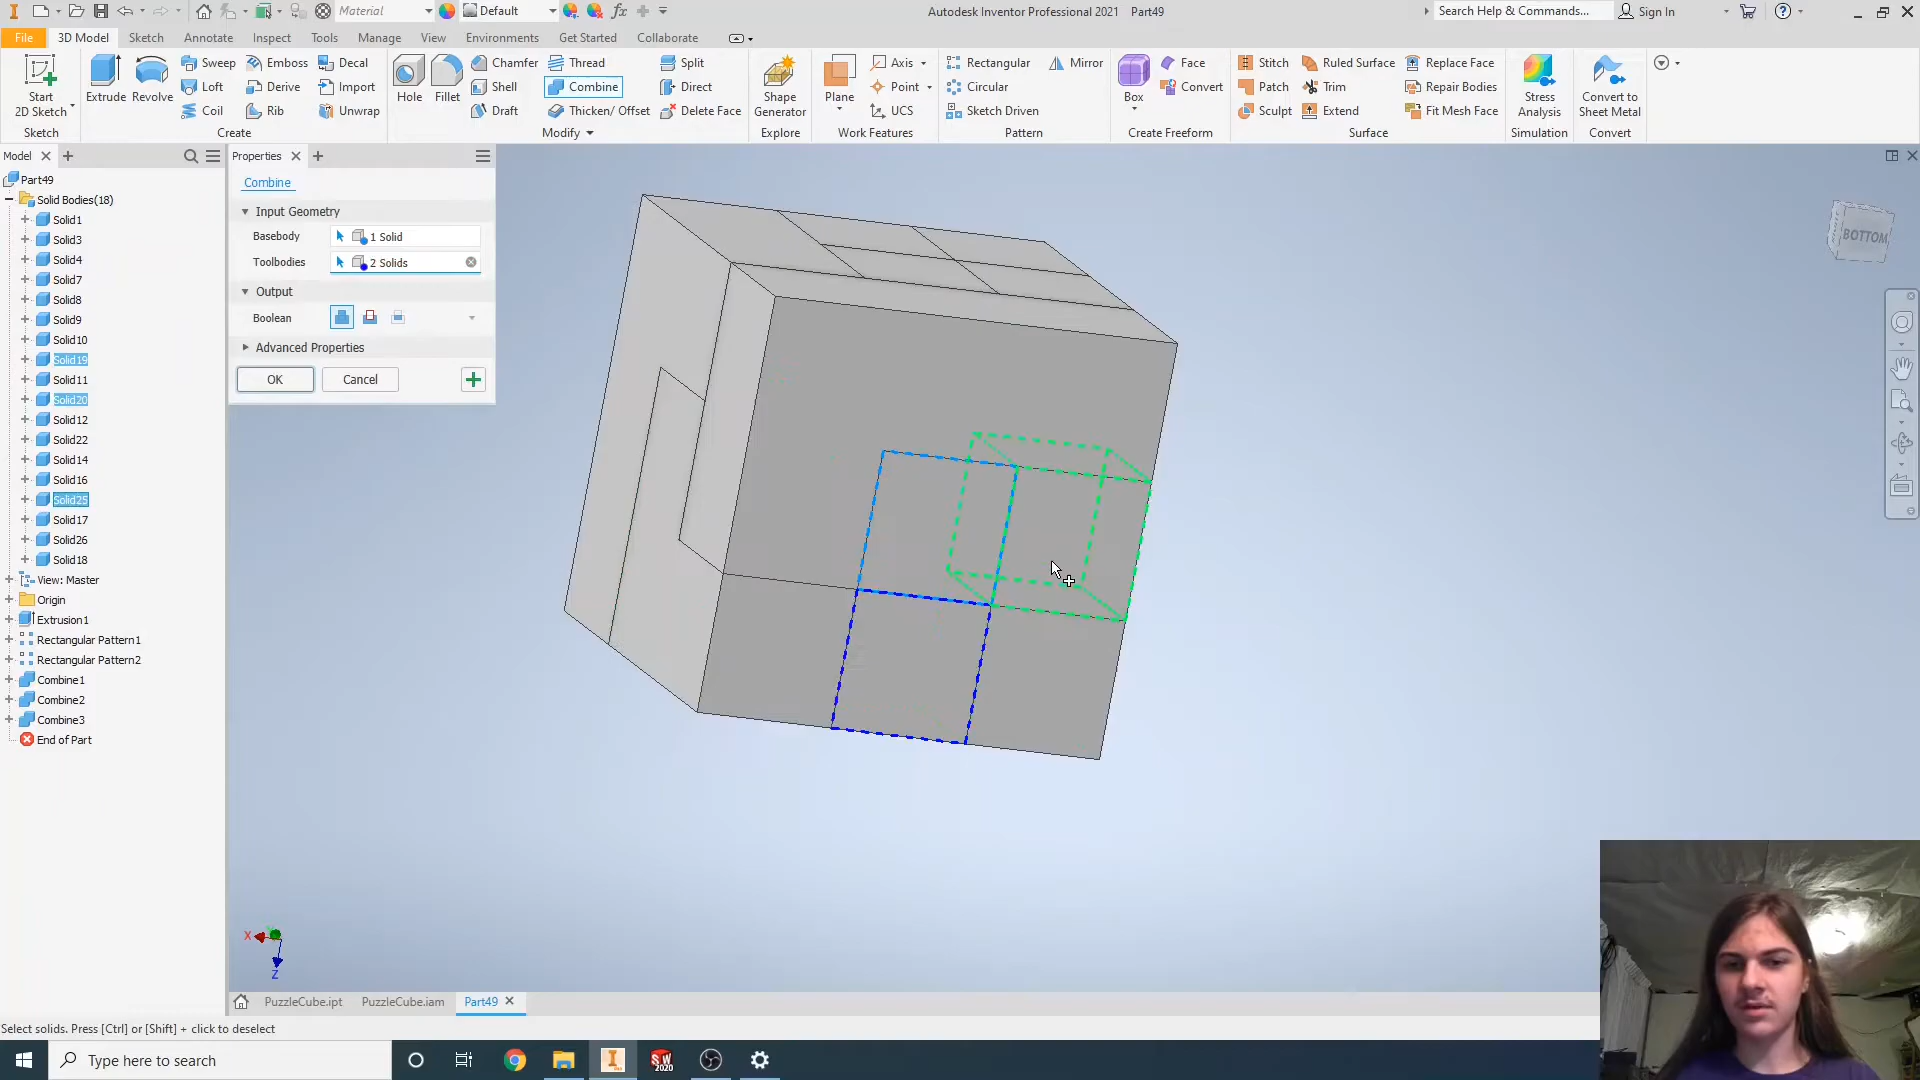 Material
Default
fx
Autodesk Inventor Professional 2021 Part49
Search Help & Commands...
Sign In
File
3D Model
Sketch
Annotate
Inspect
Tools
Manage
View
Environments
Get Started
Collaborate
Start
2D Sketch
Extrude
Revolve
Sweep
Loft
Coil
Emboss
Derive
Rib
Decal
Import
Unwrap
Hole
Fillet
Chamfer
Shell
Draft
Thread
Combine
Thicken/ Offset
Split
Direct
Delete Face
Shape
Generator
Plane
Axis
Point
UCS
Rectangular
Circular
Sketch Driven
Mirror
Box
Face
Convert
Stitch
Patch
Sculpt
Ruled Surface
Trim
Extend
Replace Face
Repair Bodies
Fit Mesh Face
Stress
Analysis
Convert to
Sheet Metal
Sketch
Create
Modify
Explore
Work Features
Pattern
Create Freeform
Surface
Simulation
Convert
Model
Part49
Solid Bodies(18)
Solid1
Solid3
Solid4
Solid7
Solid8
Solid9
Solid10
Solid19
Solid11
Solid20
Solid12
Solid22
Solid14
Solid16
Solid25
Solid17
Solid26
Solid18
View: Master
Origin
Extrusion1
Rectangular Pattern1
Rectangular Pattern2
Combine1
Combine2
Combine3
End of Part
Properties
Combine
Input Geometry
Basebody
1 Solid
Toolbodies
2 Solids
Output
Boolean
Advanced Properties
OK
Cancel
BOTTOM
X
Z
PuzzleCube.ipt
PuzzleCube.iam
Part49
Select solids. Press [Ctrl] or [Shift] + click to deselect
Type here to search
SW
2020